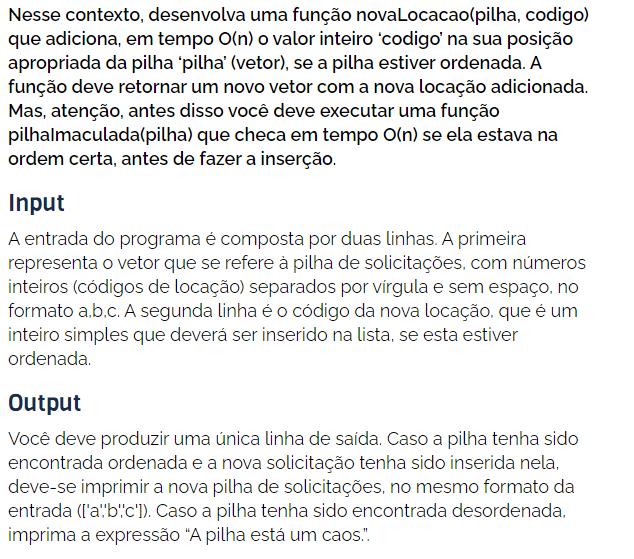 Nesse contexto, desenvolva uma função novaLocacao(pilha, codigo)
que adiciona, em tempo O(n) o valor inteiro ‘codigo’ na sua posição
apropriada da pilha ‘pilha’ (vetor), se a pilha estiver ordenada. A
função deve retornar um novo vetor com a nova locação adicionada.
Mas, atenção, antes disso você deve executar uma função
pilhaImaculada(pilha) que checa em tempo O(n) se ela estava na
ordem certa, antes de fazer a inserção.
Input
A entrada do programa é composta por duas linhas. A primeira
representa o vetor que se refere à pilha de solicitações, com números
inteiros (códigos de locação) separados por vírgula e sem espaço, no
formato a,b,c. A segunda linha é o código da nova locação, que é um
inteiro simples que deverá ser inserido na lista, se esta estiver
ordenada.
Output
Você deve produzir uma única linha de saída. Caso a pilha tenha sido
encontrada ordenada e a nova solicitação tenha sido inserida nela,
deve-se imprimir a nova pilha de solicitações, no mesmo formato da
entrada (['a','b','c']). Caso a pilha tenha sido encontrada desordenada,
imprima a expressão “A pilha está um caos.”.